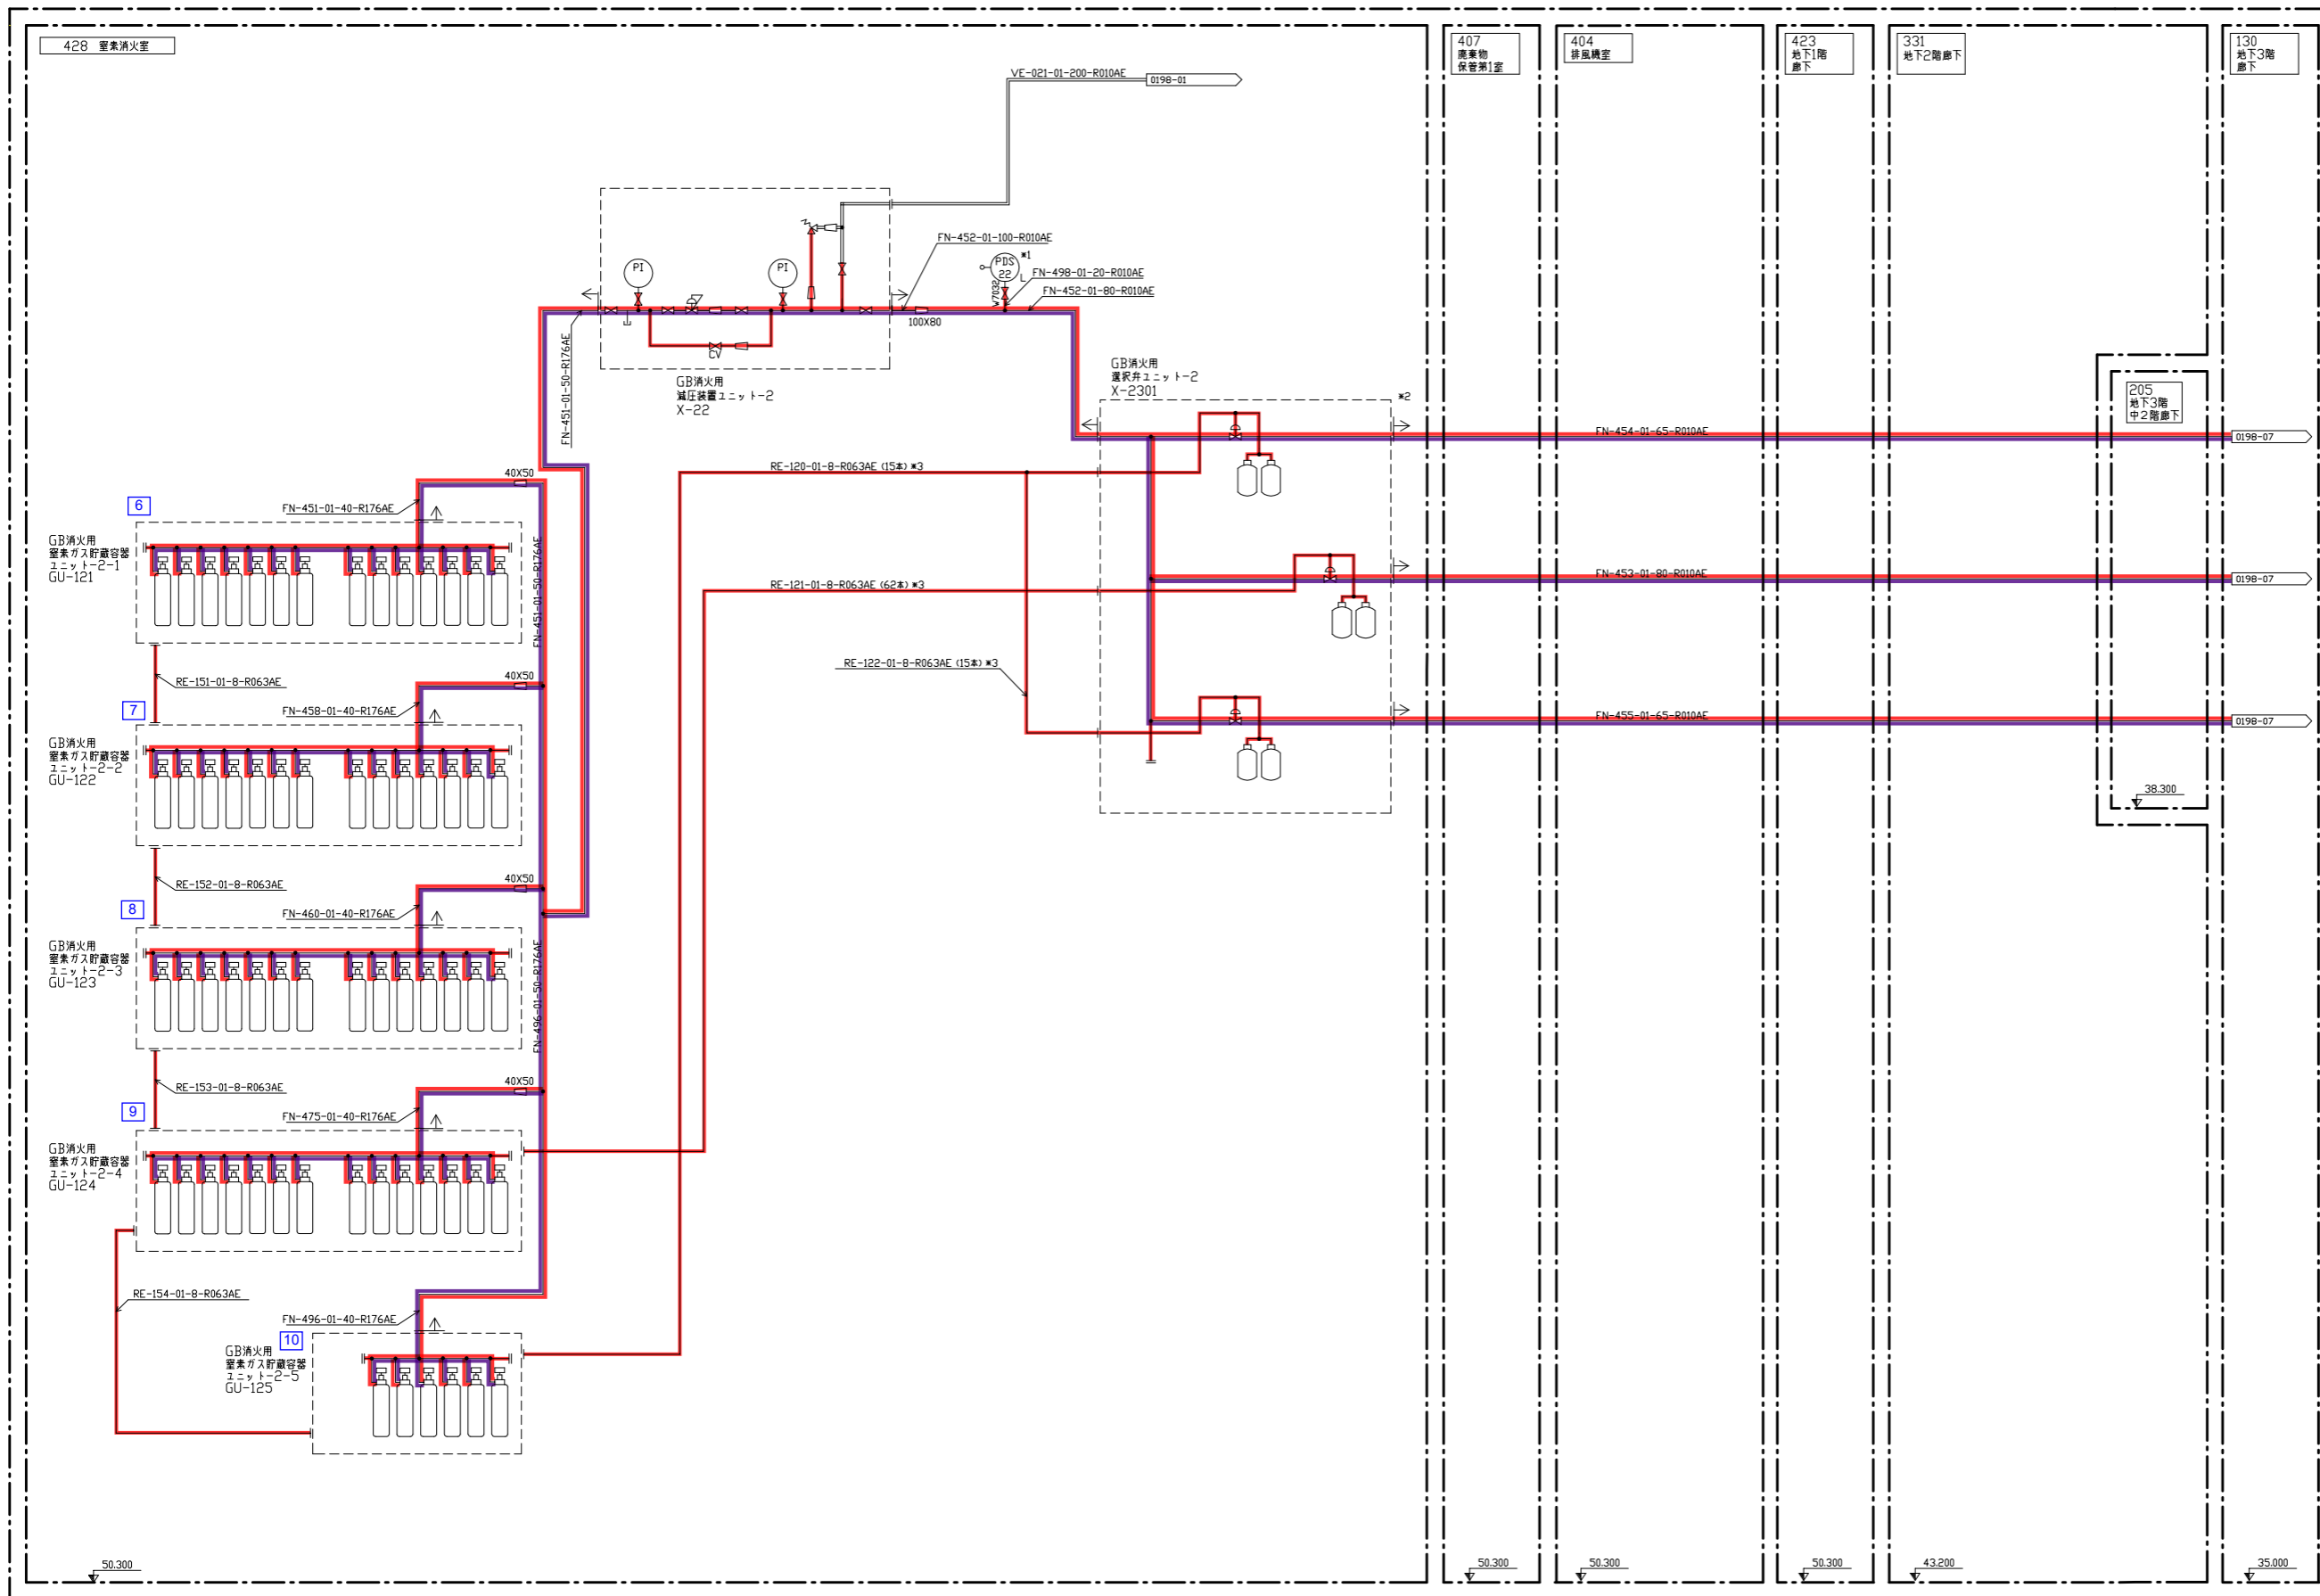 428 窒素消火室
407
廃棄物
保管第1室
404
排風機室
423
地下1階
廊下
331
地下2階廊下
130
地下3階
廊下
VE-021-01-200-R010AE
0198-01
PI
PI
CV
FN-452-01-100-R010AE
PDS
22
*1
L
W7032
FN-498-01-20-R010AE
FN-452-01-80-R010AE
100X80
FN-451-01-50-R176AE
GB消火用
減圧装置ユニット-2
X-22
GB消火用
選択弁ユニット-2
X-2301
*2
205
地下3階
中2階廊下
FN-454-01-65-R010AE
0198-07
RE-120-01-8-R063AE (15本) *3
40X50
6
FN-451-01-40-R176AE
GB消火用
窒素ガス貯蔵容器
ユニット-2-1
GU-121
FN-451-01-50-R176AE
RE-121-01-8-R063AE (62本) *3
FN-453-01-80-R010AE
0198-07
RE-122-01-8-R063AE (15本) *3
RE-151-01-8-R063AE
40X50
7
FN-458-01-40-R176AE
GB消火用
窒素ガス貯蔵容器
ユニット-2-2
GU-122
FN-455-01-65-R010AE
0198-07
38.300
RE-152-01-8-R063AE
40X50
8
FN-460-01-40-R176AE
GB消火用
窒素ガス貯蔵容器
ユニット-2-3
GU-123
FN-496-01-50-R176AE
RE-153-01-8-R063AE
40X50
9
FN-475-01-40-R176AE
GB消火用
窒素ガス貯蔵容器
ユニット-2-4
GU-124
RE-154-01-8-R063AE
FN-496-01-40-R176AE
10
GB消火用
窒素ガス貯蔵容器
ユニット-2-5
GU-125
50.300
50.300
50.300
50.300
43.200
35.000